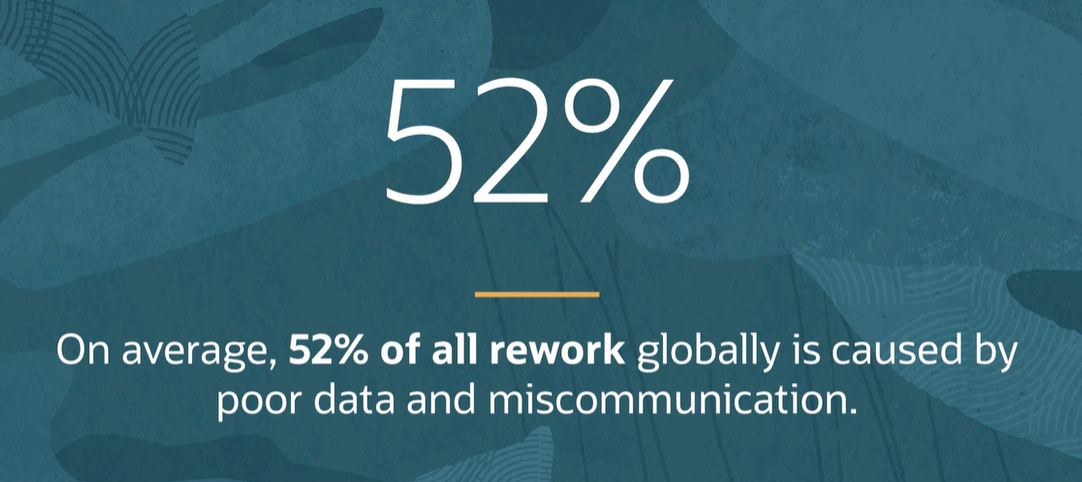 52%
On average, 52% of all rework globally is caused by
poor data and miscommunication.